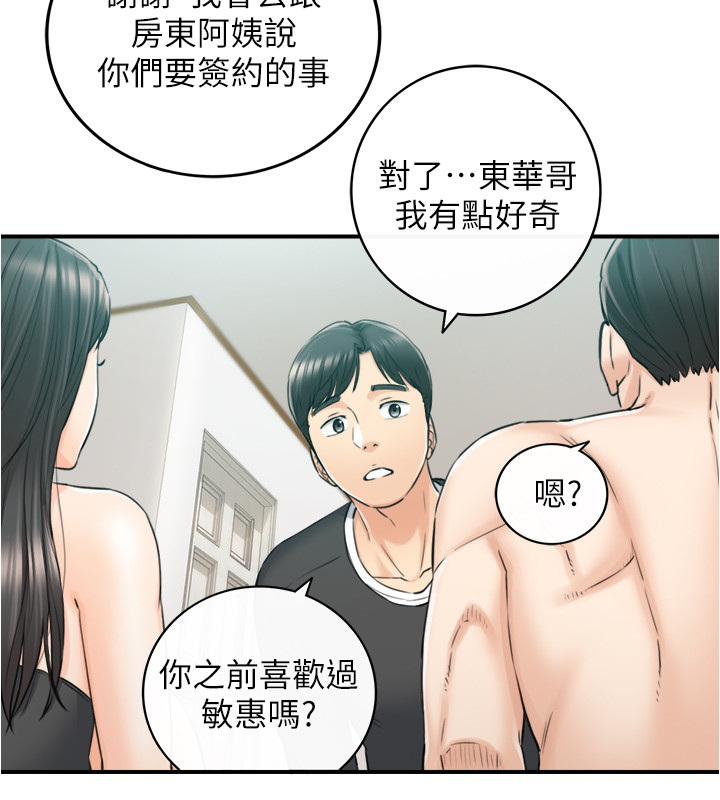 房東阿姨說
你們要簽約的事
對了…東華哥
我有點好奇
嗯?
你之前喜歡過
敏惠嗎?